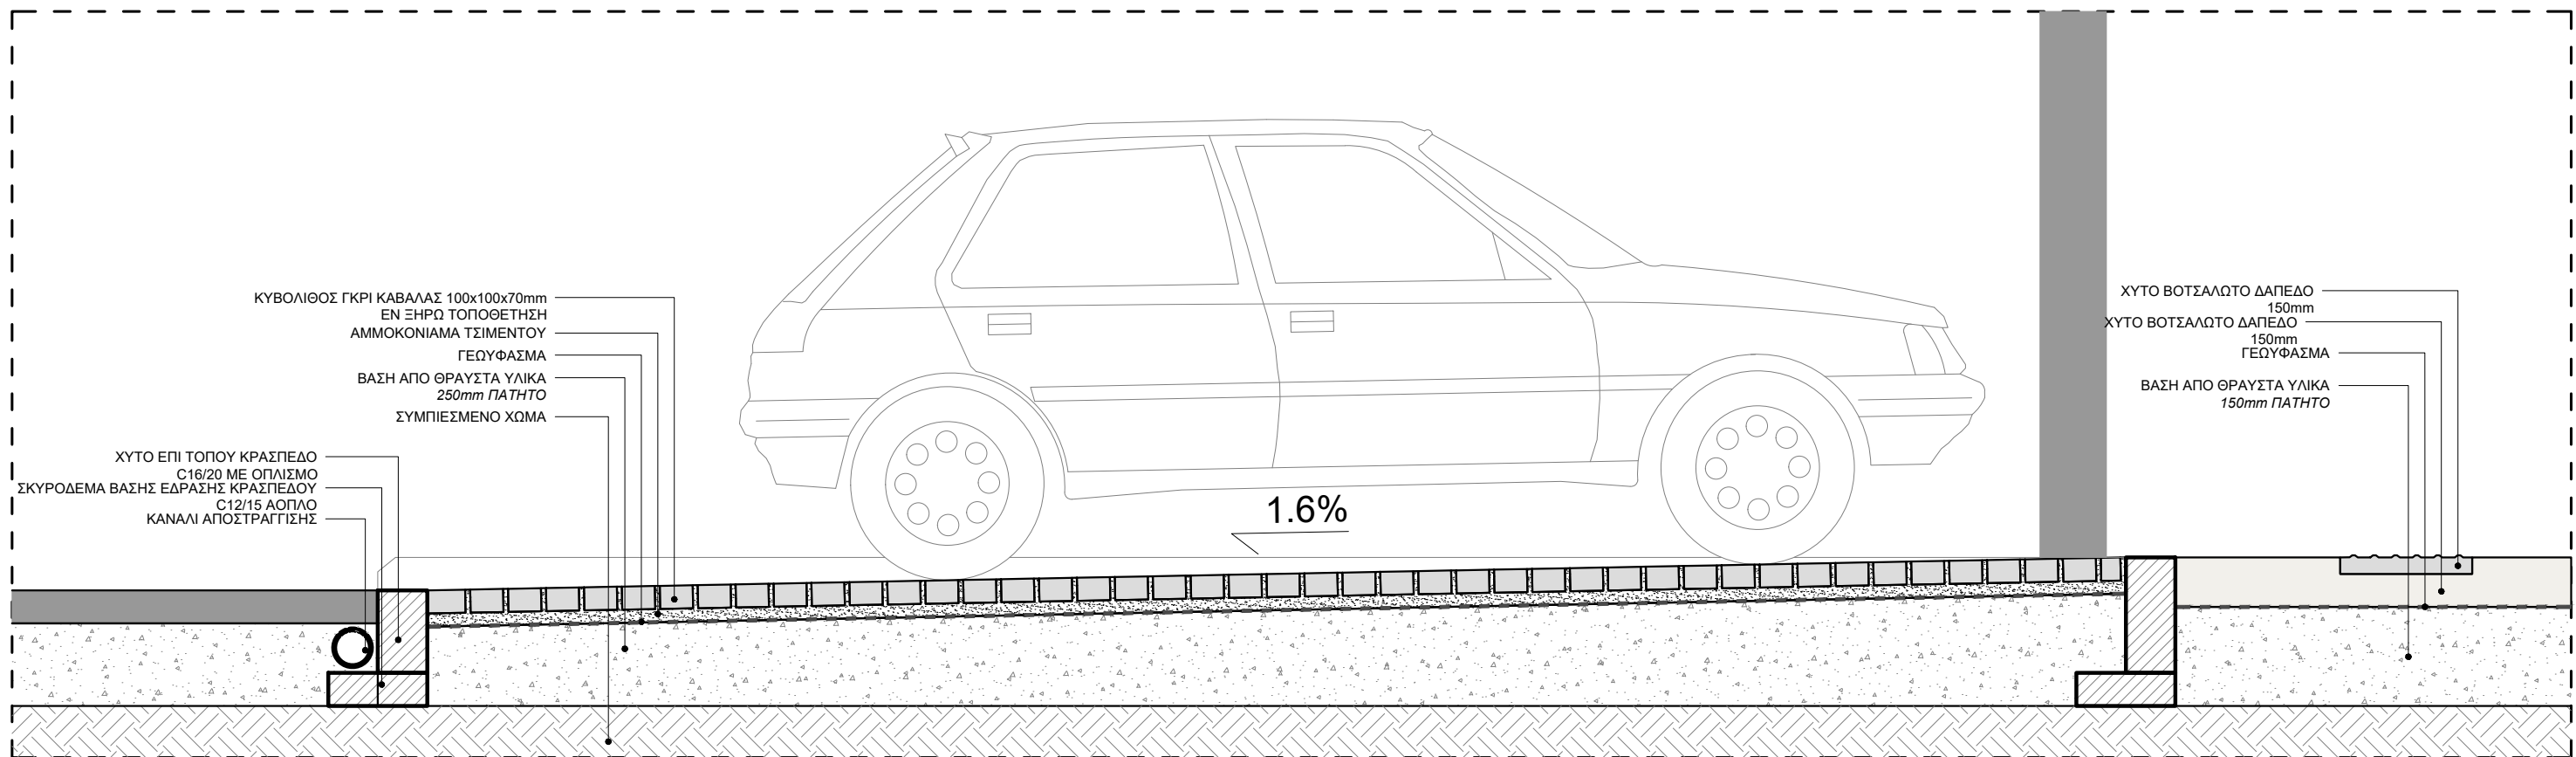 ΚΥΒΟΛΙΘΟΣ ΓΚΡΙ ΚΑΒΑΛΑΣ 100x100x70mm
ΕΝ ΞΗΡΩ ΤΟΠΟΘΕΤΗΣΗ
ΑΜΜΟΚΟΝΙΑΜΑ ΤΣΙΜΕΝΤΟΥ
ΓΕΩΥΦΑΣΜΑ
ΒΑΣΗ ΑΠΟ ΘΡΑΥΣΤΑ ΥΛΙΚΑ
250mm ΠΑΤΗΤΟ
ΣΥΜΠΙΕΣΜΕΝΟ ΧΩΜΑ
ΧΥΤΟ ΕΠΙ ΤΟΠΟΥ ΚΡΑΣΠΕΔΟ
C16/20 ΜΕ ΟΠΛΙΣΜΟ
ΣΚΥΡΟΔΕΜΑ ΒΑΣΗΣ ΕΔΡΑΣΗΣ ΚΡΑΣΠΕΔΟΥ
C12/15 ΑΟΠΛΟ
ΚΑΝΑΛΙ ΑΠΟΣΤΡΑΓΓΙΣΗΣ
1.6%
ΧΥΤΟ ΒΟΤΣΑΛΩΤΟ ΔΑΠΕΔΟ
150mm
ΧΥΤΟ ΒΟΤΣΑΛΩΤΟ ΔΑΠΕΔΟ
150mm
ΓΕΩΥΦΑΣΜΑ
ΒΑΣΗ ΑΠΟ ΘΡΑΥΣΤΑ ΥΛΙΚΑ
150mm ΠΑΤΗΤΟ